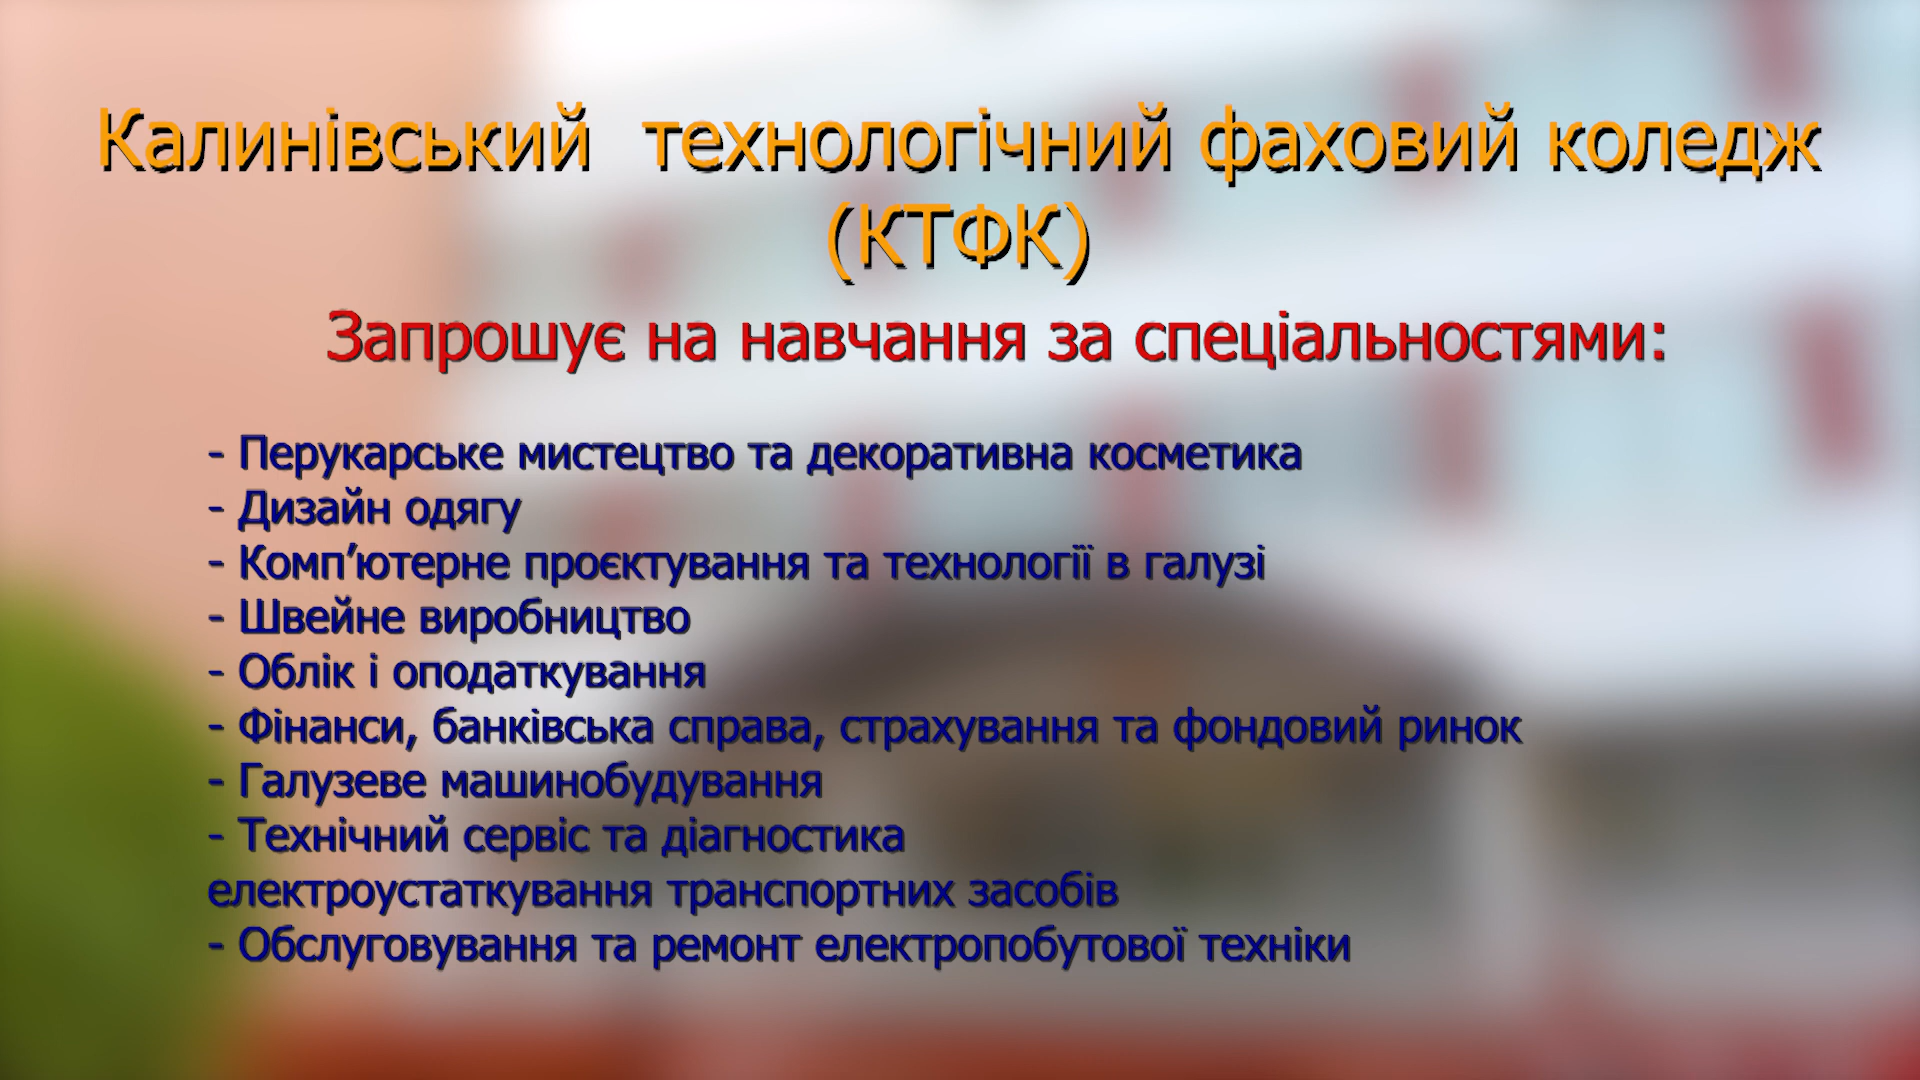 Калинівський  технологічний фаховий коледж
(КТФК)
Запрошує на навчання за спеціальностями:
- Перукарське мистецтво та декоративна косметика
- Дизайн одягу
- Комп’ютерне проєктування та технології в галузі
- Швейне виробництво
- Облік і оподаткування
- Фінанси, банківська справа, страхування та фондовий ринок
- Галузеве машинобудування
- Технічний сервіс та діагностика
електроустаткування транспортних засобів
- Обслуговування та ремонт електропобутової техніки